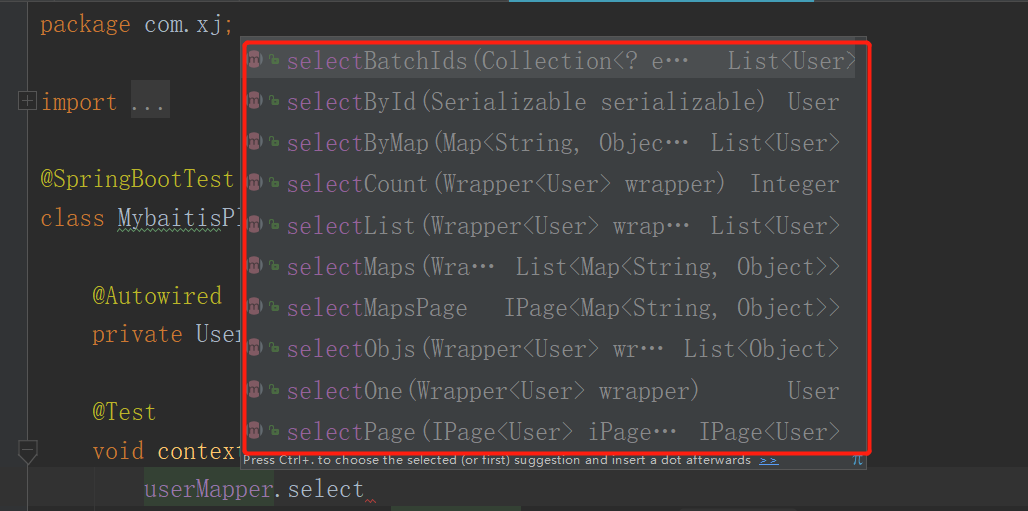 package com.xj;
import ...
@SpringBootTest
class MybaitisPl
@Autowired
private User
@Test
void context
userMapper.select
selectBatchIds(Collection<? e… List<User>
selectById(Serializable serializable) User
selectByMap(Map<String, Objec… List<User>
selectCount(Wrapper<User> wrapper) Integer
selectList(Wrapper<User> wrap… List<User>
selectMaps(Wra… List<Map<String, Object>>
selectMapsPage IPage<Map<String, Object>>
selectObjs(Wrapper<User> wr… List<Object>
selectOne(Wrapper<User> wrapper) User
selectPage(IPage<User> iPage… IPage<User>
Press Ctrl+. to choose the selected (or first) suggestion and insert a dot afterwards >> π